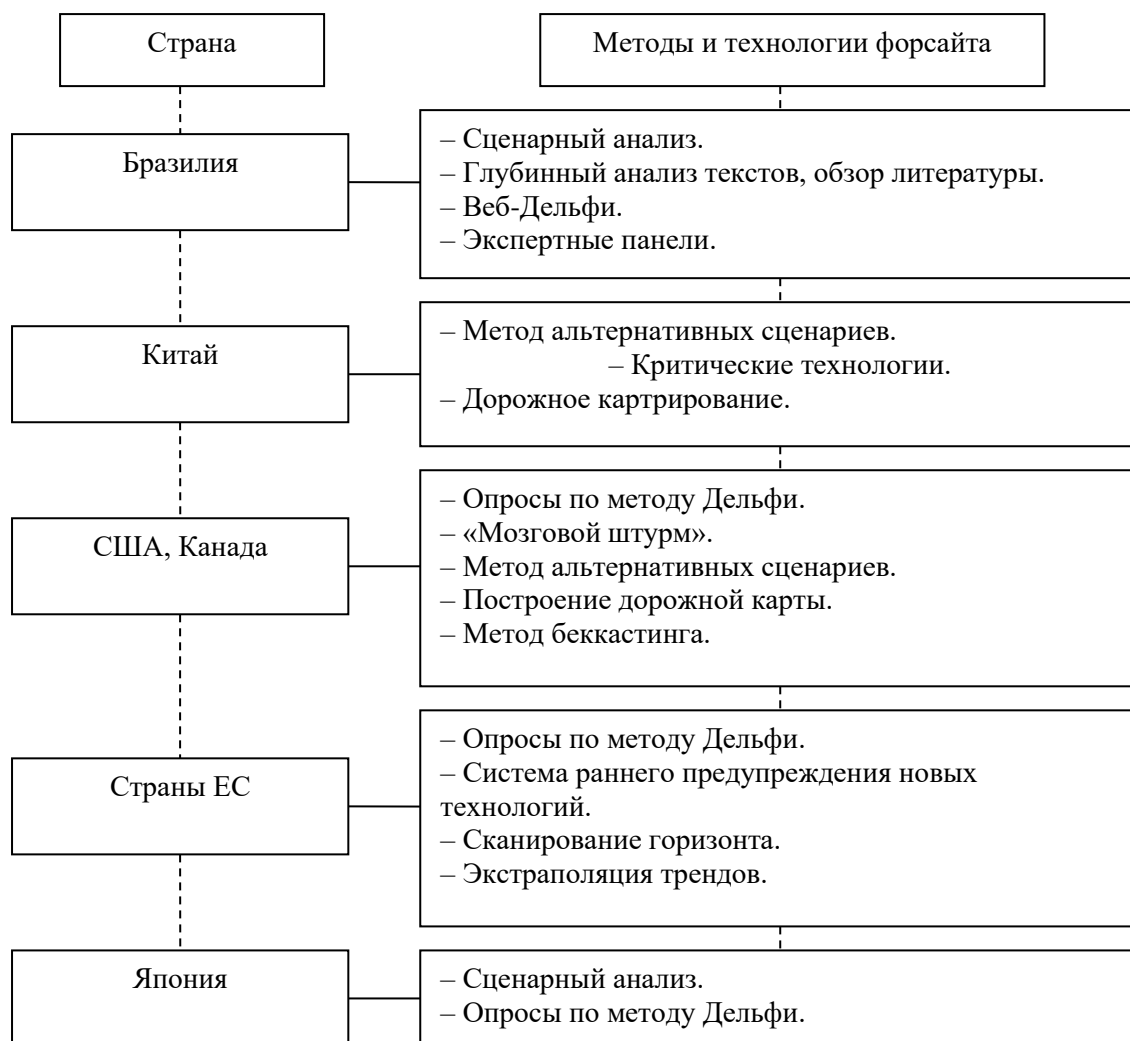 Страна
Методы и технологии форсайта
Бразилия
– Сценарный анализ.
– Глубинный анализ текстов, обзор литературы.
– Веб-Дельфи.
– Экспертные панели.
Китай
– Метод альтернативных сценариев.
– Критические технологии.
– Дорожное картрирование.
США, Канада
– Опросы по методу Дельфи.
– «Мозговой штурм».
– Метод альтернативных сценариев.
– Построение дорожной карты.
– Метод беккастинга.
Страны ЕС
– Опросы по методу Дельфи.
– Система раннего предупреждения новых
технологий.
– Сканирование горизонта.
– Экстраполяция трендов.
Япония
– Сценарный анализ.
– Опросы по методу Дельфи.